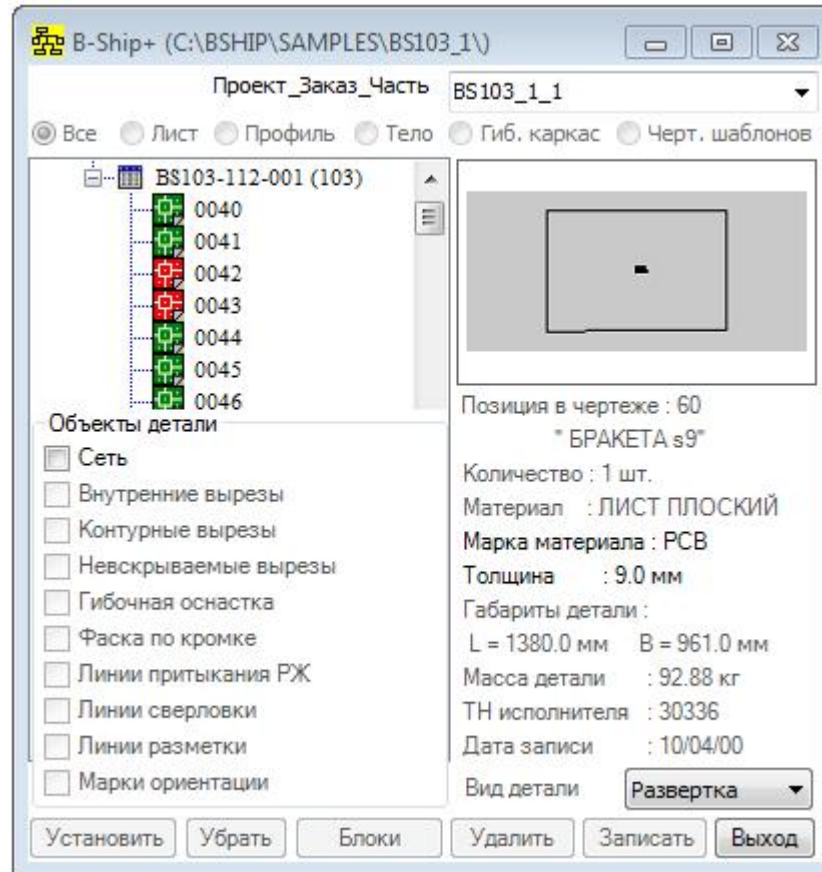 B-Ship+ (C:\BSHIP\SAMPLES\BS103_1\)
Проект_Заказ_Часть BS103_1_1
Все Лист Профиль Тело Гиб. каркас Черт. шаблонов
BS103-112-001 (103)
0040
0041
0042
0043
0044
0045
0046
Объекты детали
Сеть
Внутренние вырезы
Контурные вырезы
Невскрываемые вырезы
Гибочная оснастка
Фаска по кромке
Линии притыкания РЖ
Линии сверловки
Линии разметки
Марки ориентации
Позиция в чертеже : 60
" БРАКЕТА s9"
Количество : 1 шт.
Материал : ЛИСТ ПЛОСКИЙ
Марка материала : РСВ
Толщина : 9.0 мм
Габариты детали :
L = 1380.0 мм B = 961.0 мм
Масса детали : 92.88 кг
ТН исполнителя : 30336
Дата записи : 10/04/00
Вид детали Развертка
Установить Убрать Блоки Удалить Записать Выход